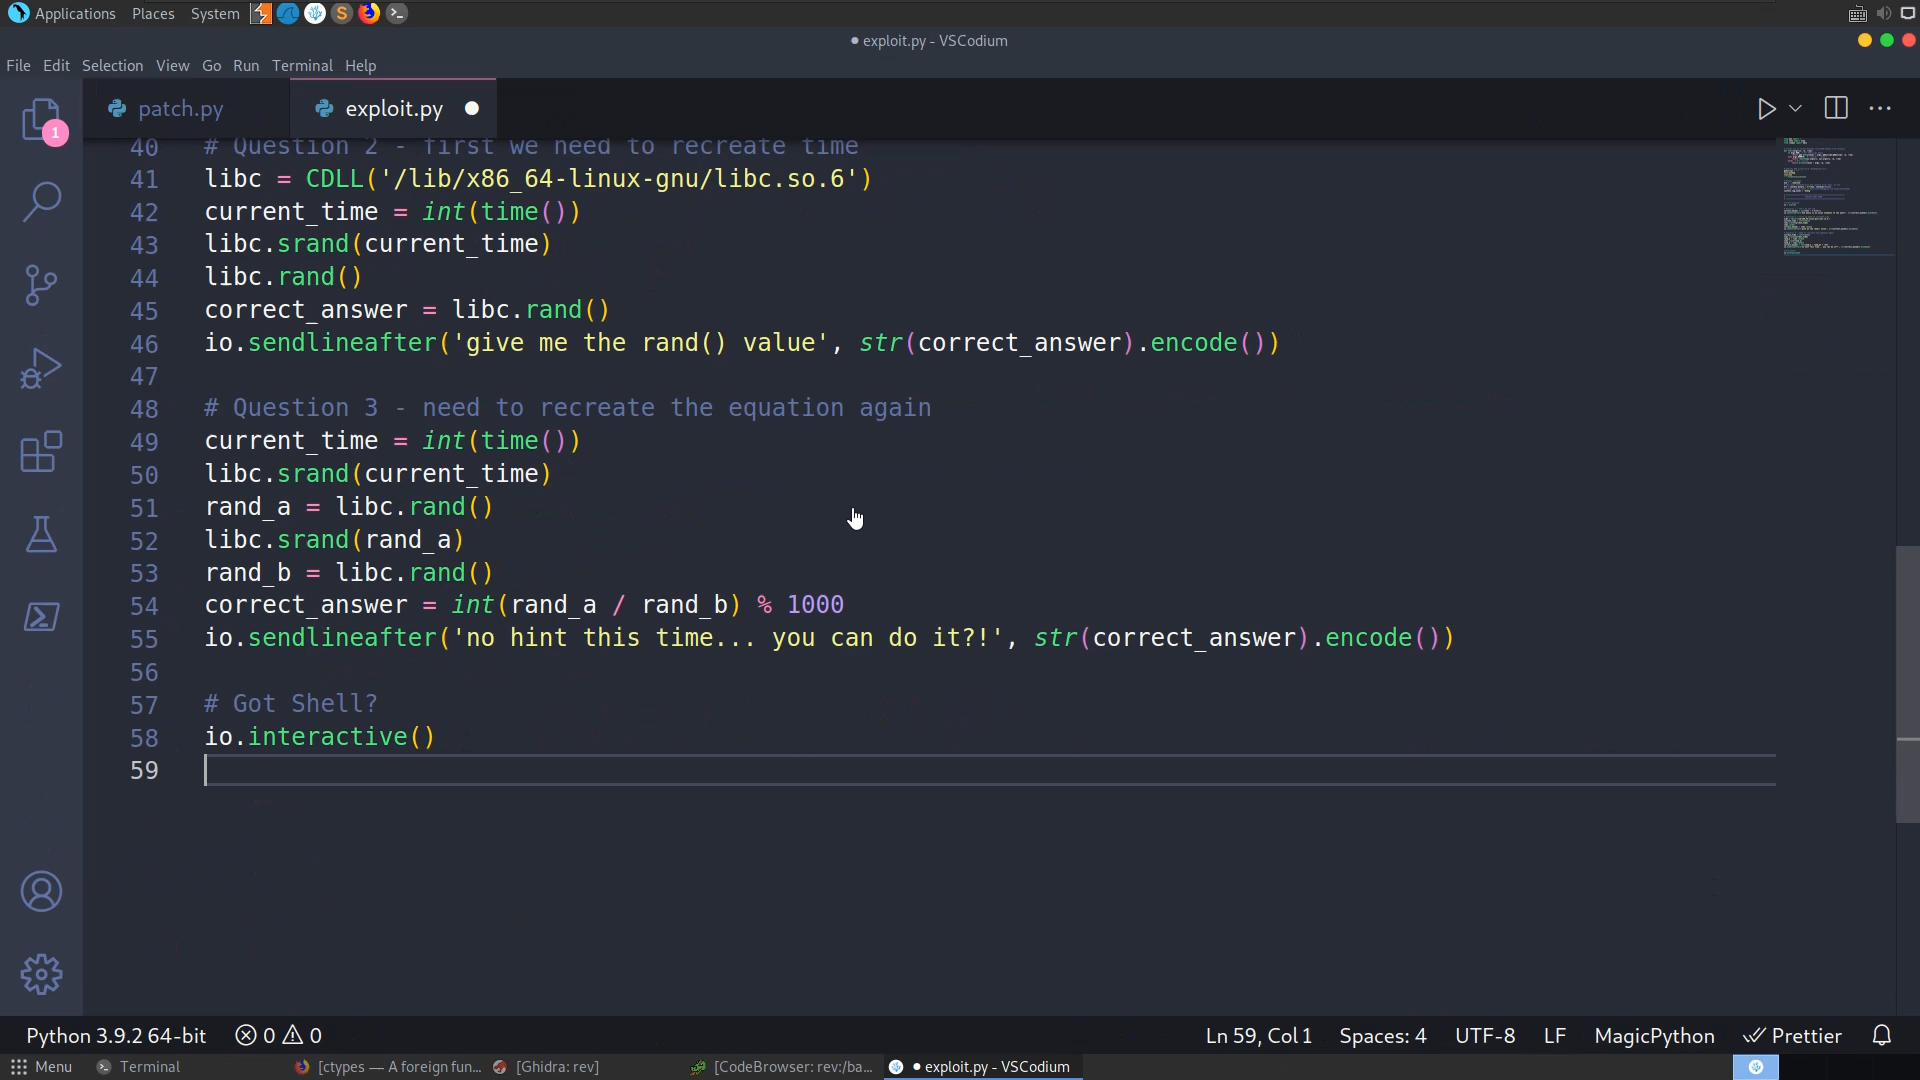 Applications Places System
● exploit.py - VSCodium
File Edit Selection View Go Run Terminal Help
patch.py exploit.py
1
40 # Question 2 - first we need to recreate time
41 libc = CDLL('/lib/x86_64-linux-gnu/libc.so.6')
42 current_time = int(time())
43 libc.srand(current_time)
44 libc.rand()
45 correct_answer = libc.rand()
46 io.sendlineafter('give me the rand() value', str(correct_answer).encode())
47
48 # Question 3 - need to recreate the equation again
49 current_time = int(time())
50 libc.srand(current_time)
51 rand_a = libc.rand()
52 libc.srand(rand_a)
53 rand_b = libc.rand()
54 correct_answer = int(rand_a / rand_b) % 1000
55 io.sendlineafter('no hint this time... you can do it?!', str(correct_answer).encode())
56
57 # Got Shell?
58 io.interactive()
59
Python 3.9.2 64-bit 0 0 Ln 59, Col 1 Spaces: 4 UTF-8 LF MagicPython Prettier
Menu Terminal [ctypes — A foreign fun... [Ghidra: rev] [CodeBrowser: rev:/ba... ● exploit.py - VSCodium